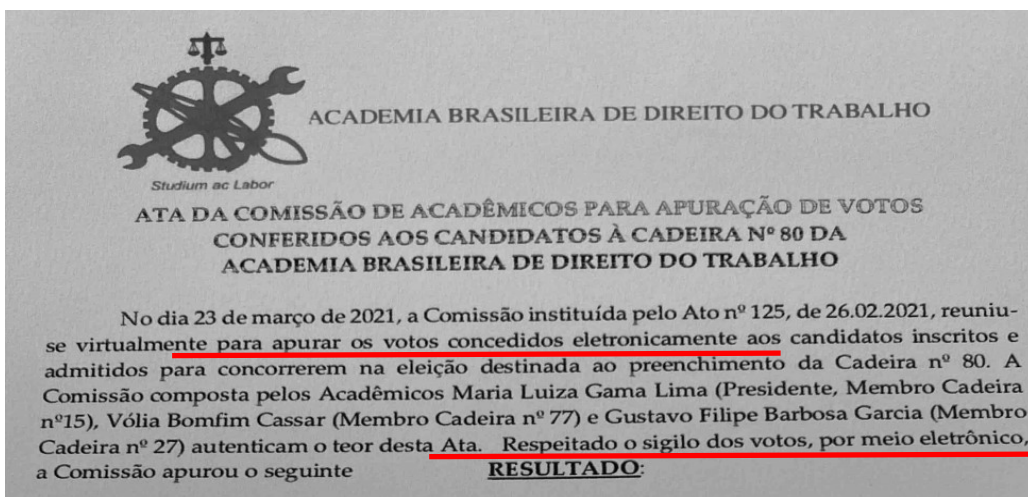 ACADEMIA BRASILEIRA DE DIREITO DO TRABALHO
Studium ac Labor
ATA DA COMISSÃO DE ACADÊMICOS PARA APURAÇÃO DE VOTOS
CONFERIDOS AOS CANDIDATOS À CADEIRA Nº 80 DA
ACADEMIA BRASILEIRA DE DIREITO DO TRABALHO
No dia 23 de março de 2021, a Comissão instituída pelo Ato nº 125, de 26.02.2021, reuniu-
se virtualmente para apurar os votos concedidos eletronicamente aos candidatos inscritos e
admitidos para concorrerem na eleição destinada ao preenchimento da Cadeira nº 80. A
Comissão composta pelos Acadêmicos Maria Luiza Gama Lima (Presidente, Membro Cadeira
nº15), Vólia Bomfim Cassar (Membro Cadeira nº 77) e Gustavo Filipe Barbosa Garcia (Membro
Cadeira nº 27) autenticam o teor desta Ata. Respeitado o sigilo dos votos, por meio eletrônico,
a Comissão apurou o seguinte RESULTADO: